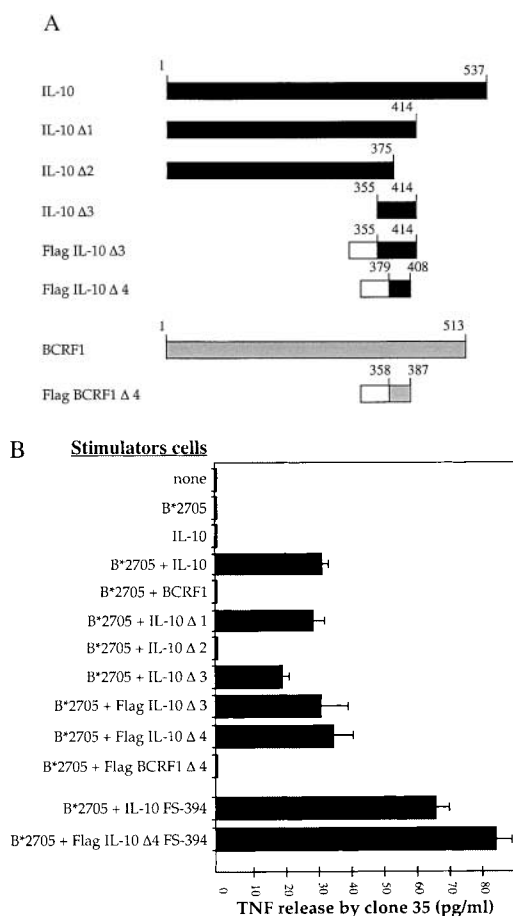 A
1 537
IL-10
414
IL-10 Δ1
375
IL-10 Δ2
355 414
IL-10 Δ3
355 414
Flag IL-10 Δ3
379 408
Flag IL-10 Δ 4
1 513
BCRF1
358 387
Flag BCRF1 Δ 4
B Stimulators cells
none
B*2705
IL-10
B*2705 + IL-10
B*2705 + BCRF1
B*2705 + IL-10 Δ 1
B*2705 + IL-10 Δ 2
B*2705 + IL-10 Δ 3
B*2705 + Flag IL-10 Δ 3
B*2705 + Flag IL-10 Δ 4
B*2705 + Flag BCRF1 Δ 4
B*2705 + IL-10 FS-394
B*2705 + Flag IL-10 Δ4 FS-394
0 10 20 30 40 50 60 70 80
TNF release by clone 35 (pg/ml)